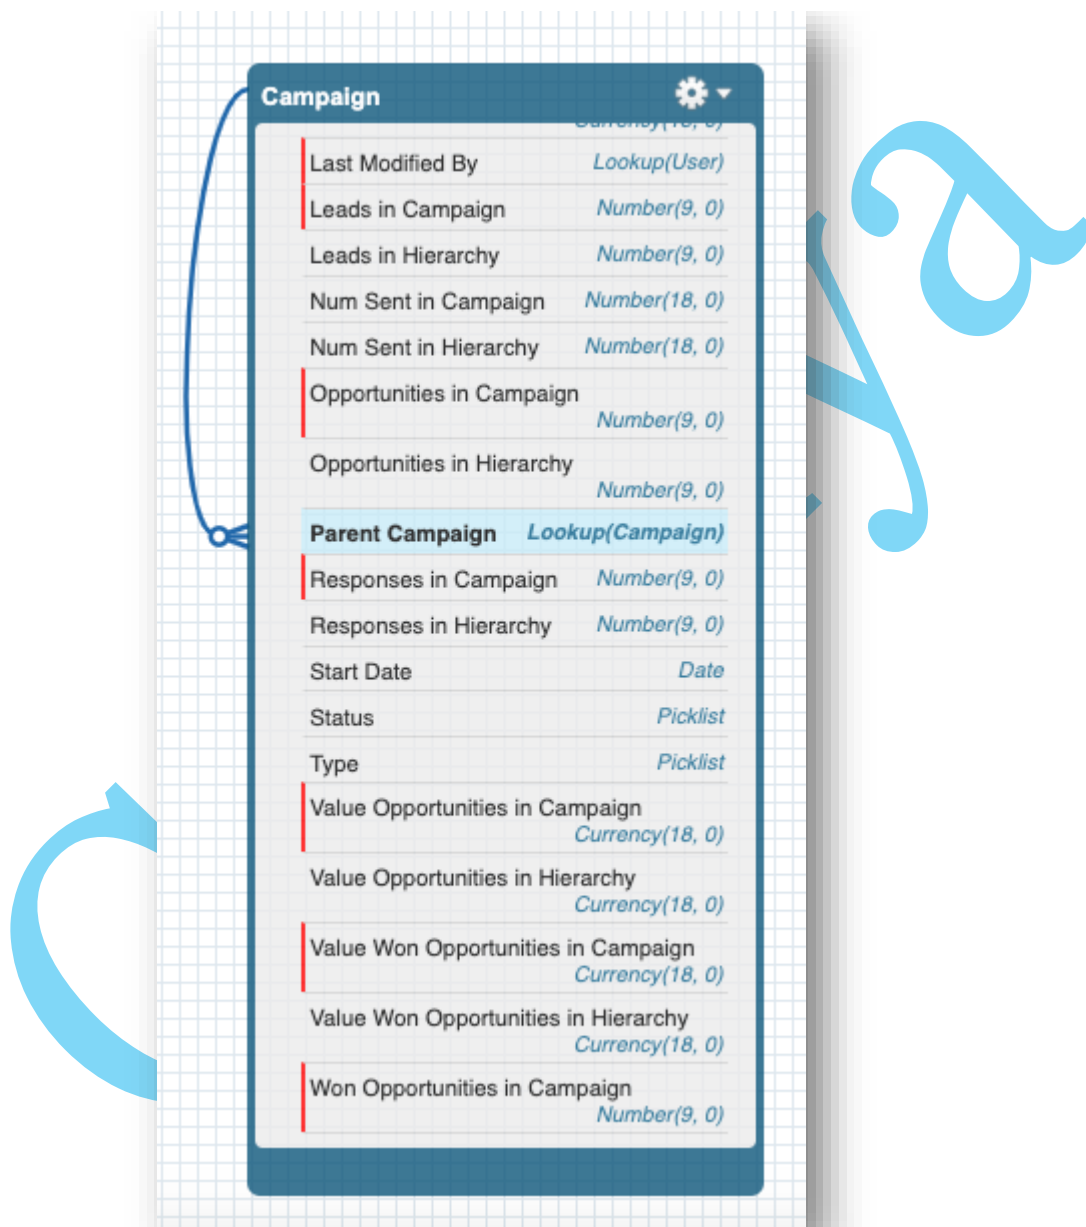 Campaign
Currency(18, 0)
Last Modified By Lookup(User)
Leads in Campaign Number(9, 0)
Leads in Hierarchy Number(9, 0)
Num Sent in Campaign Number(18, 0)
Num Sent in Hierarchy Number(18, 0)
Opportunities in Campaign
Number(9, 0)
Opportunities in Hierarchy
Number(9, 0)
Parent Campaign Lookup(Campaign)
Responses in Campaign Number(9, 0)
Responses in Hierarchy Number(9, 0)
Start Date Date
Status Picklist
Type Picklist
Value Opportunities in Campaign
Currency(18, 0)
Value Opportunities in Hierarchy
Currency(18, 0)
Value Won Opportunities in Campaign
Currency(18, 0)
Value Won Opportunities in Hierarchy
Currency(18, 0)
Won Opportunities in Campaign
Number(9, 0)